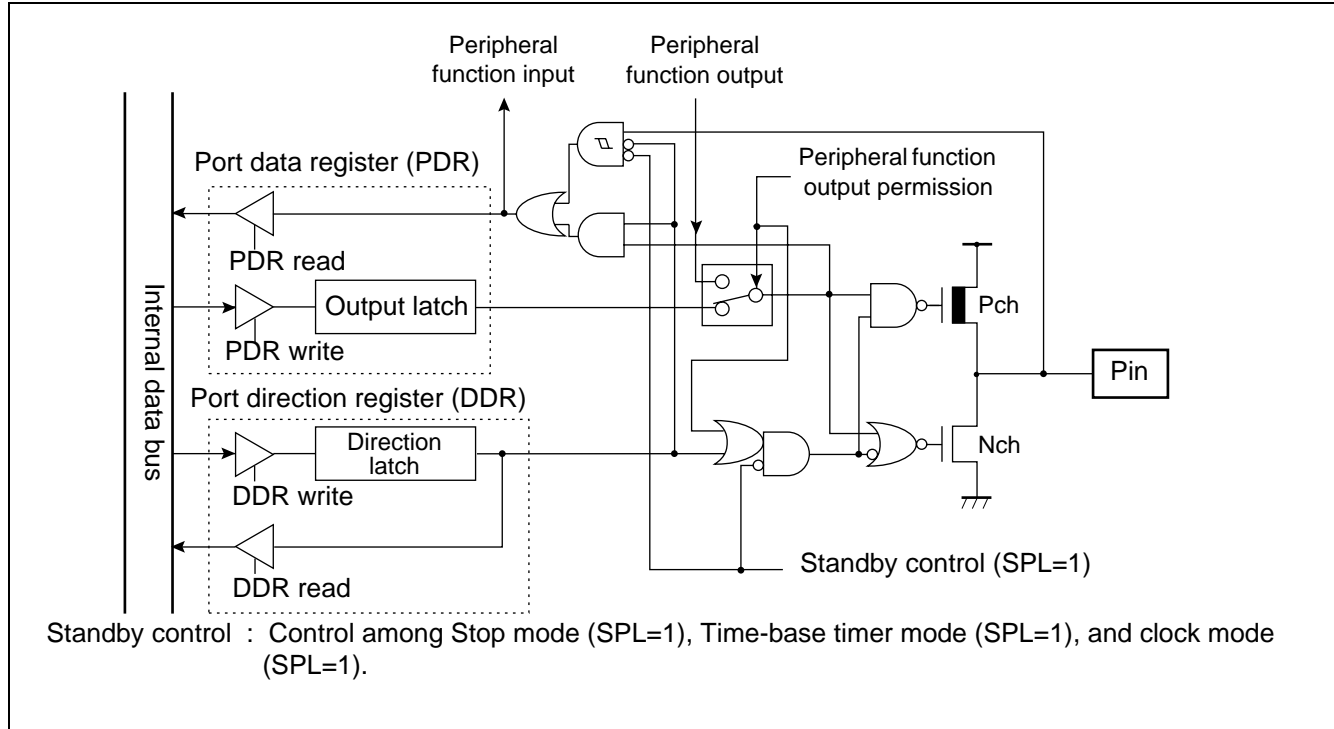 Peripheral
function input
Peripheral
function output
Port data register (PDR)
Peripheral function
output permission
PDR read
Output latch
PDR write
Pch
Pin
Internal data bus
Port direction register (DDR)
Direction
latch
Nch
DDR write
Standby control (SPL=1)
DDR read
Standby control : Control among Stop mode (SPL=1), Time-base timer mode (SPL=1), and clock mode
(SPL=1).